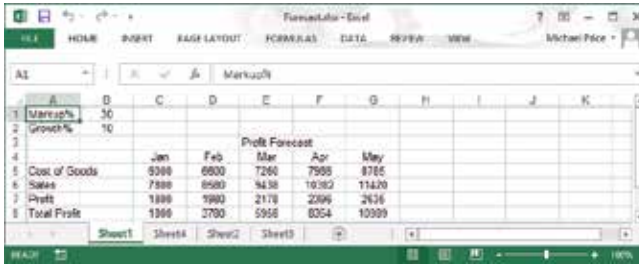 Forecast.xlsx - Excel
FILE HOME INSERT PAGE LAYOUT FORMULAS DATA REVIEW VIEW Michael Price
A1 Markup%
A B C D E F G H I J K
1 Markup% 30
2 Growth% 10
3 Profit Forecast
4 Jan Feb Mar Apr May
5 Cost of Goods 6000 6600 7260 7986 8785
6 Sales 7800 8580 9438 10382 11420
7 Profit 1800 1980 2178 2396 2635
8 Total Profit 1800 3780 5958 8354 10989
Sheet1 Sheet4 Sheet2 Sheet3
READY 100%